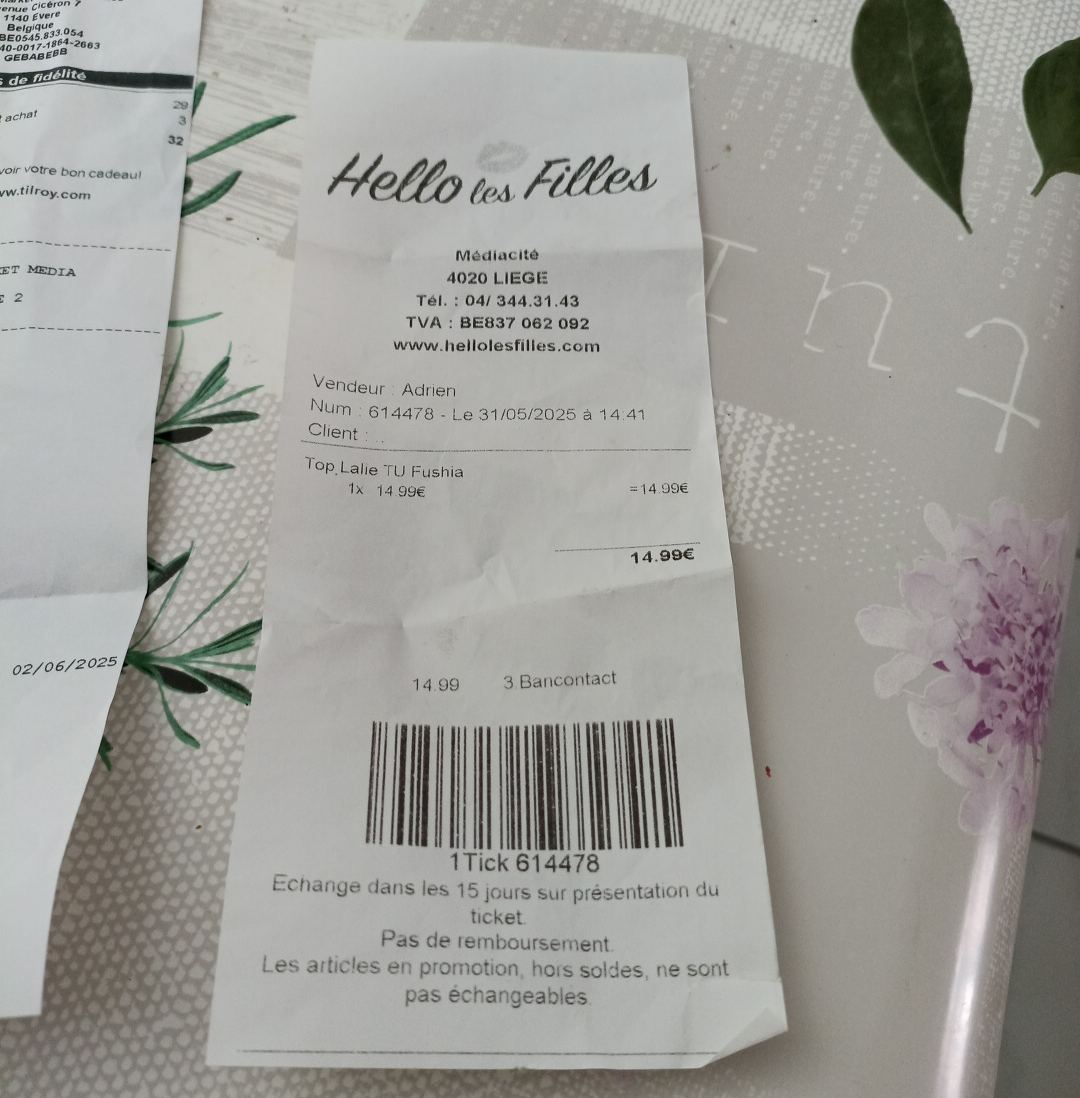 enue Cicéron 7
1140 Evere
Belgique
BE0545.833.054
40-0017-1864-2663
GEBABEBB
s de fidélité
29
achat 3
32
voir votre bon cadeau!
ww.tilroy.com
ET MEDIA
E 2
02/06/2025
Hello les Filles
Médiacité
4020 LIEGE
Tél. : 04/ 344.31.43
TVA : BE837 062 092
www.hellolesfilles.com
Vendeur : Adrien
Num : 614478 - Le 31/05/2025 à 14:41
Client : ..
Top Lalie TU Fushia
1x 14.99€ =14.99€
14.99€
14.99 3 Bancontact
1Tick 614478
Echange dans les 15 jours sur présentation du
ticket.
Pas de remboursement.
Les articles en promotion, hors soldes, ne sont
pas échangeables.
nature.